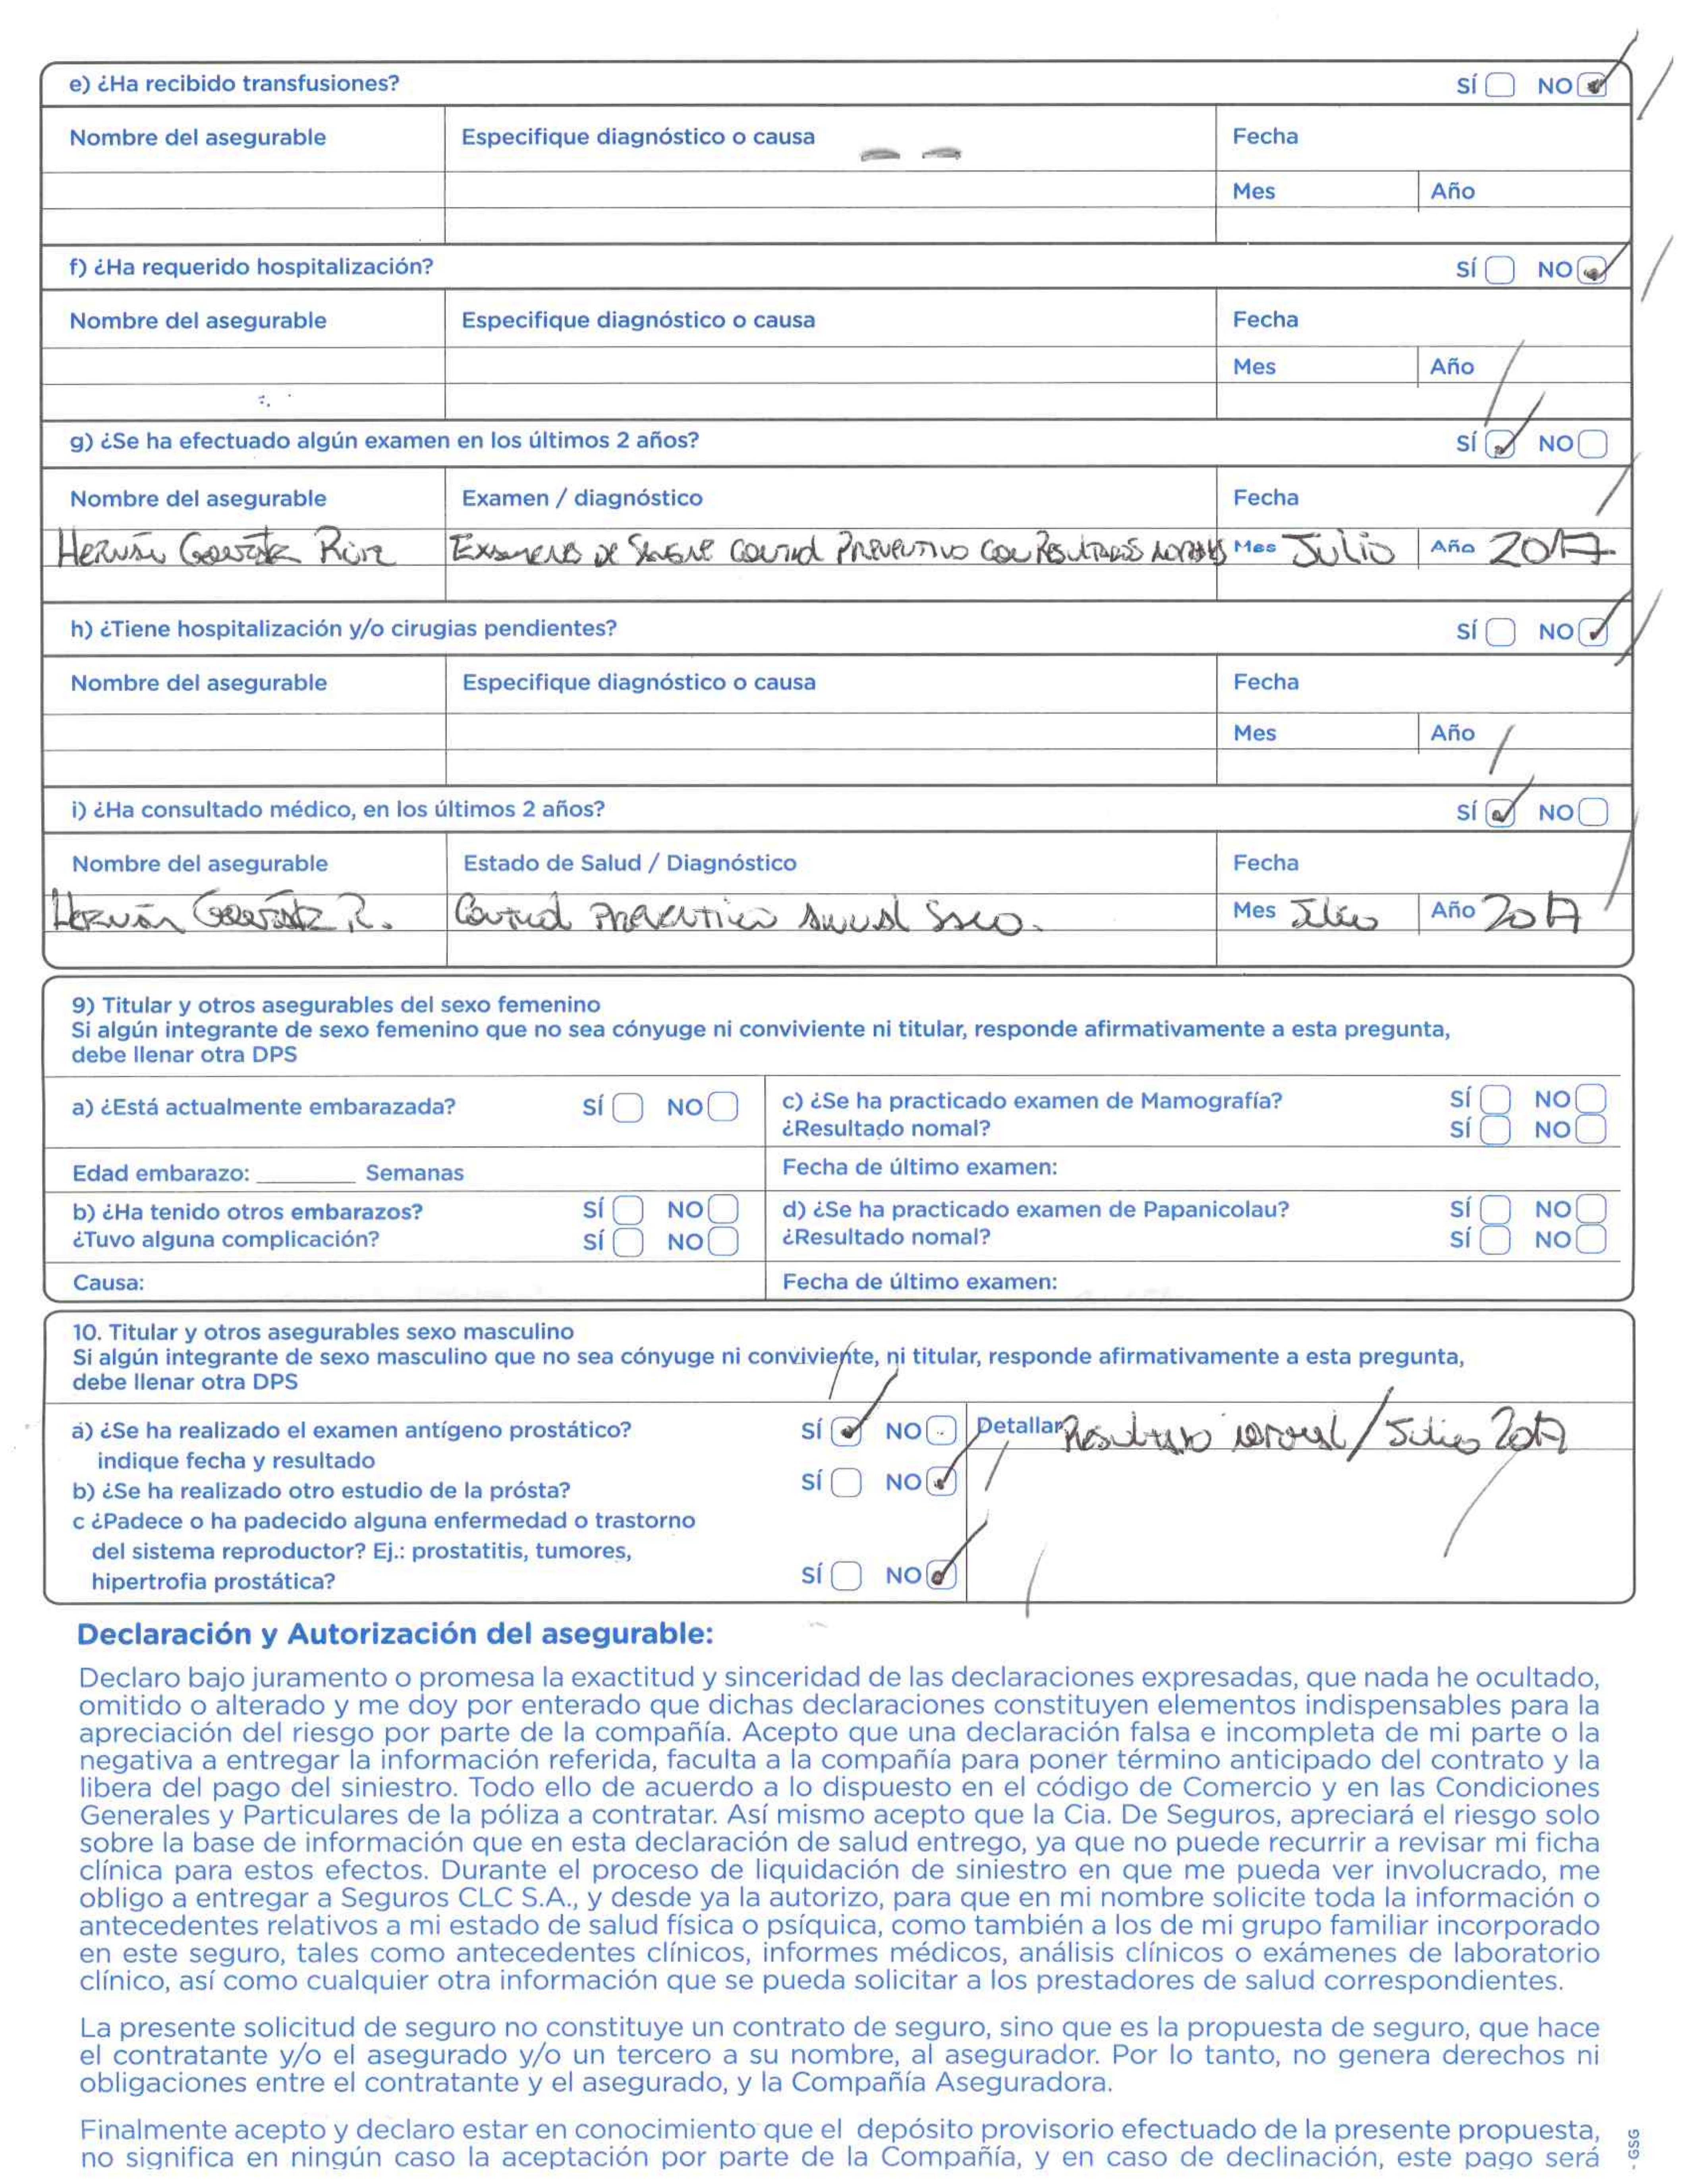 e) ¿Ha recibido transfusiones? SÍ NO
Nombre del asegurable Especifique diagnóstico o causa Fecha
Mes Año
f) ¿Ha requerido hospitalización? SÍ NO
Nombre del asegurable Especifique diagnóstico o causa Fecha
Mes Año
g) ¿Se ha efectuado algún examen en los últimos 2 años? SÍ NO
Nombre del asegurable Examen / diagnóstico Fecha
Hernán González Exámenes de Sangre Control Preventivo con Resultados Mes Julio Año 2017
h) ¿Tiene hospitalización y/o cirugias pendientes? SÍ NO
Nombre del asegurable Especifique diagnóstico o causa Fecha
Mes Año
i) ¿Ha consultado médico, en los últimos 2 años? SÍ NO
Nombre del asegurable Estado de Salud / Diagnóstico Fecha
Hernán González R. Control Preventivo Anual Sano. Mes Julio Año 2017
9) Titular y otros asegurables del sexo femenino
Si algún integrante de sexo femenino que no sea cónyuge ni conviviente ni titular, responde afirmativamente a esta pregunta,
debe llenar otra DPS
a) ¿Está actualmente embarazada? SÍ NO
c) ¿Se ha practicado examen de Mamografía? SÍ NO
¿Resultado nomal? SÍ NO
Edad embarazo: ______ Semanas
Fecha de último examen:
b) ¿Ha tenido otros embarazos? SÍ NO
¿Tuvo alguna complicación? SÍ NO
d) ¿Se ha practicado examen de Papanicolau? SÍ NO
¿Resultado nomal? SÍ NO
Causa:
Fecha de último examen:
10. Titular y otros asegurables sexo masculino
Si algún integrante de sexo masculino que no sea cónyuge ni conviviente, ni titular, responde afirmativamente a esta pregunta,
debe llenar otra DPS
a) ¿Se ha realizado el examen antígeno prostático? SÍ NO Detallar Resultado normal / Julio 2017
indique fecha y resultado
b) ¿Se ha realizado otro estudio de la prósta? SÍ NO
c ¿Padece o ha padecido alguna enfermedad o trastorno
del sistema reproductor? Ej.: prostatitis, tumores,
hipertrofia prostática? SÍ NO
Declaración y Autorización del asegurable:
Declaro bajo juramento o promesa la exactitud y sinceridad de las declaraciones expresadas, que nada he ocultado,
omitido o alterado y me doy por enterado que dichas declaraciones constituyen elementos indispensables para la
apreciación del riesgo por parte de la compañía. Acepto que una declaración falsa e incompleta de mi parte o la
negativa a entregar la información referida, faculta a la compañía para poner término anticipado del contrato y la
libera del pago del siniestro. Todo ello de acuerdo a lo dispuesto en el código de Comercio y en las Condiciones
Generales y Particulares de la póliza a contratar. Así mismo acepto que la Cia. De Seguros, apreciará el riesgo solo
sobre la base de información que en esta declaración de salud entrego, ya que no puede recurrir a revisar mi ficha
clínica para estos efectos. Durante el proceso de liquidación de siniestro en que me pueda ver involucrado, me
obligo a entregar a Seguros CLC S.A., y desde ya la autorizo, para que en mi nombre solicite toda la información o
antecedentes relativos a mi estado de salud física o psíquica, como también a los de mi grupo familiar incorporado
en este seguro, tales como antecedentes clínicos, informes médicos, análisis clínicos o exámenes de laboratorio
clínico, así como cualquier otra información que se pueda solicitar a los prestadores de salud correspondientes.
La presente solicitud de seguro no constituye un contrato de seguro, sino que es la propuesta de seguro, que hace
el contratante y/o el asegurado y/o un tercero a su nombre, al asegurador. Por lo tanto, no genera derechos ni
obligaciones entre el contratante y el asegurado, y la Compañía Aseguradora.
Finalmente acepto y declaro estar en conocimiento que el depósito provisorio efectuado de la presente propuesta,
no significa en ningún caso la aceptación por parte de la Compañía, y en caso de declinación, este pago será
- GSG